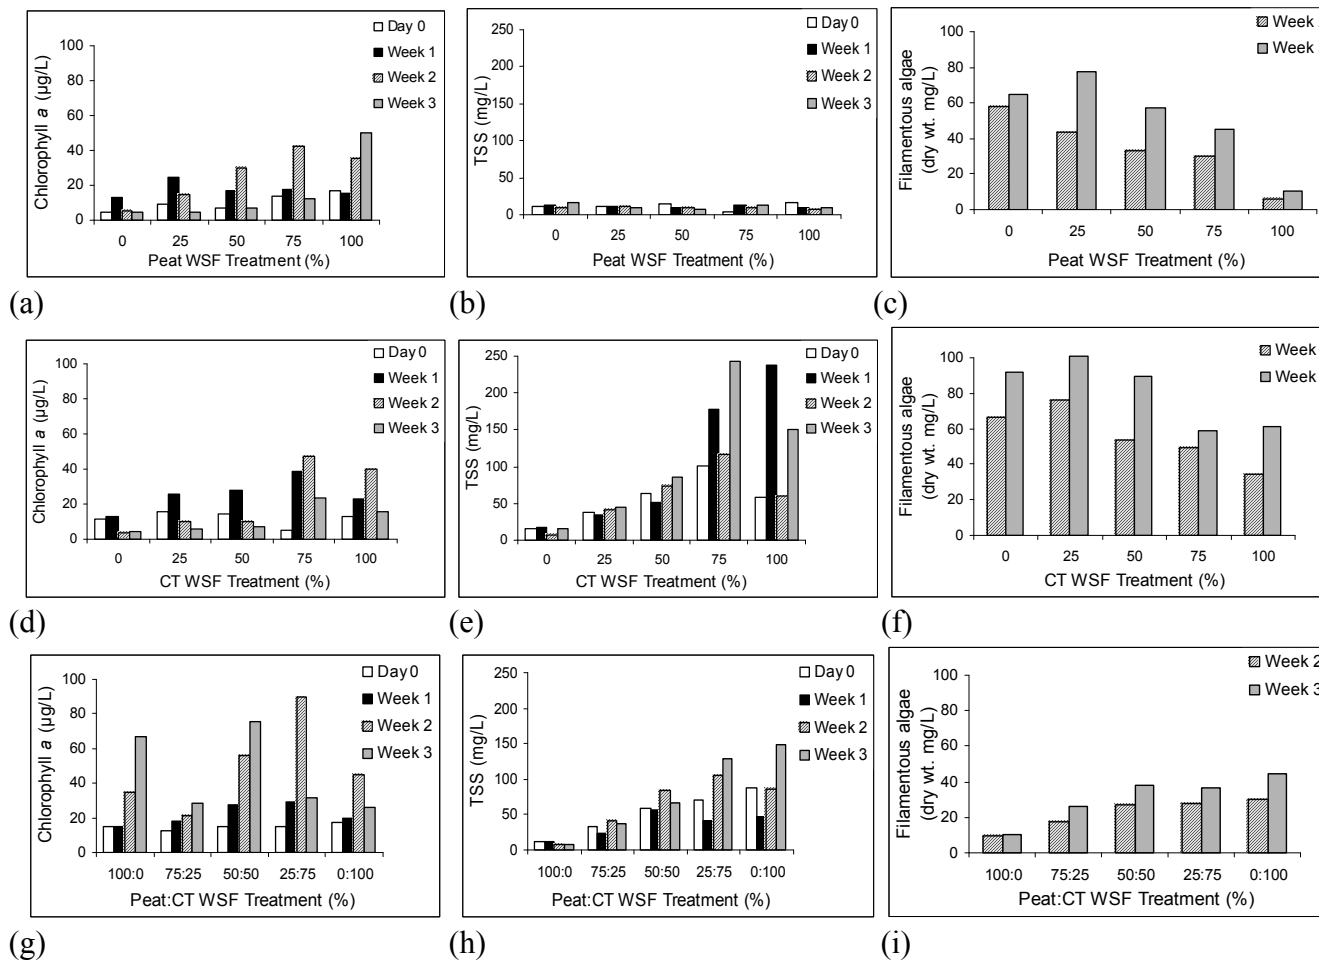 100
80
60
40
20
0
Chlorophyll a (µg/L)
0 25 50 75 100
Peat WSF Treatment (%)
Day 0
Week 1
Week 2
Week 3
(a)
250
200
150
100
50
0
TSS (mg/L)
0 25 50 75 100
Peat WSF Treatment (%)
Day 0
Week 1
Week 2
Week 3
(b)
100
80
60
40
20
0
Filamentous algae
(dry wt. mg/L)
0 25 50 75 100
Peat WSF Treatment (%)
Week
Week
(c)
100
80
60
40
20
0
Chlorophyll a (µg/L)
0 25 50 75 100
CT WSF Treatment (%)
Day 0
Week 1
Week 2
Week 3
(d)
250
200
150
100
50
0
TSS (mg/L)
0 25 50 75 100
CT WSF Treatment (%)
Day 0
Week 1
Week 2
Week 3
(e)
100
80
60
40
20
0
Filamentous algae
(dry wt. mg/L)
0 25 50 75 100
CT WSF Treatment (%)
Week
Week
(f)
100
80
60
40
20
0
Chlorophyll a (µg/L)
100:0 75:25 50:50 25:75 0:100
Peat:CT WSF Treatment (%)
Day 0
Week 1
Week 2
Week 3
(g)
250
200
150
100
50
0
TSS (mg/L)
100:0 75:25 50:50 25:75 0:100
Peat:CT WSF Treatment (%)
Day 0
Week 1
Week 2
Week 3
(h)
100
80
60
40
20
0
Filamentous algae
(dry wt. mg/L)
100:0 75:25 50:50 25:75 0:100
Peat:CT WSF Treatment (%)
Week 2
Week 3
(i)